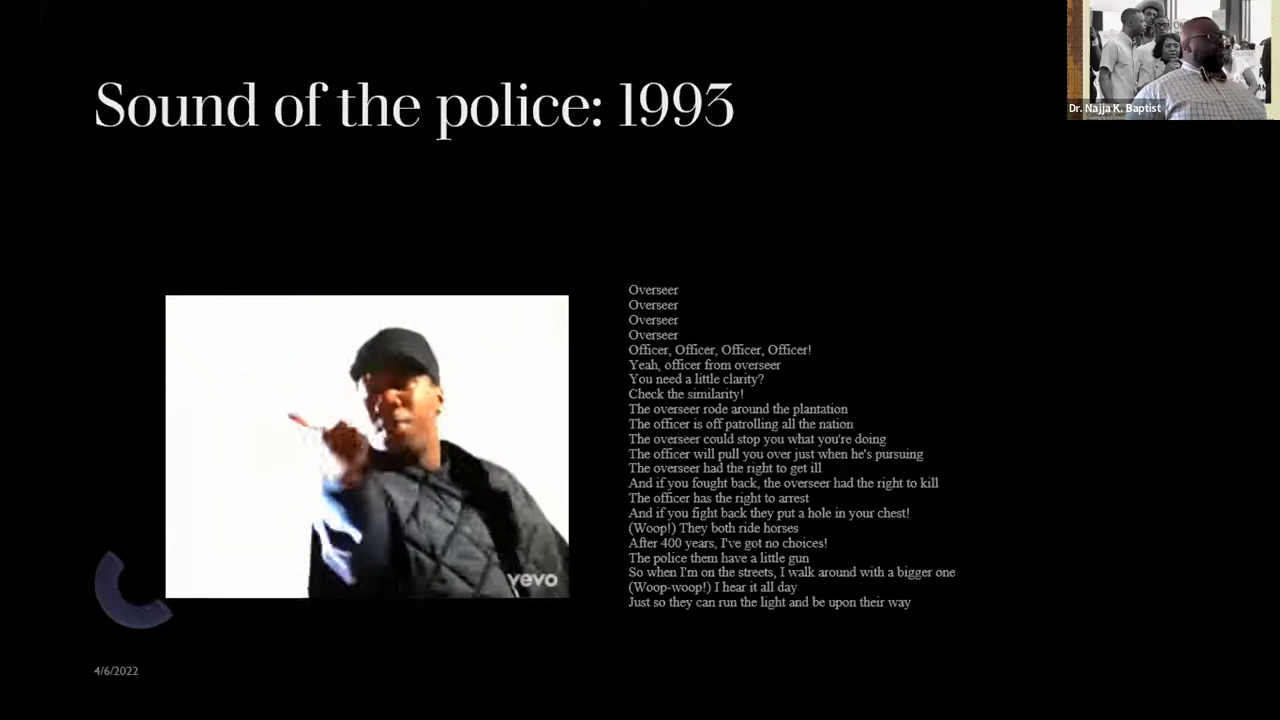 Sound of the police: 1993
Dr. Najja K. Baptist
Overseer
Overseer
Overseer
Overseer
Officer, Officer, Officer, Officer!
Yeah, officer from overseer
You need a little clarity?
Check the similarity!
The overseer rode around the plantation
The officer is off patrolling all the nation
The overseer could stop you what you're doing
The officer will pull you over just when he's pursuing
The overseer had the right to get ill
And if you fought back, the overseer had the right to kill
The officer has the right to arrest
And if you fight back they put a hole in your chest!
(Woop!) They both ride horses
After 400 years, I've got no choices!
The police them have a little gun
So when I'm on the streets, I walk around with a bigger one
(Woop-woop!) I hear it all day
Just so they can run the light and be upon their way
vevo
4/6/2022